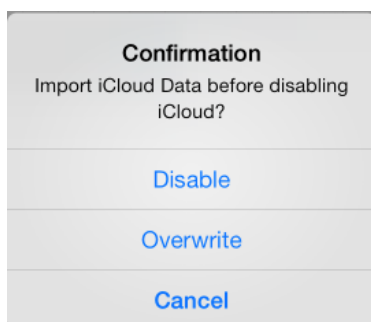 Confirmation
Import iCloud Data before disabling
iCloud?
Disable
Overwrite
Cancel